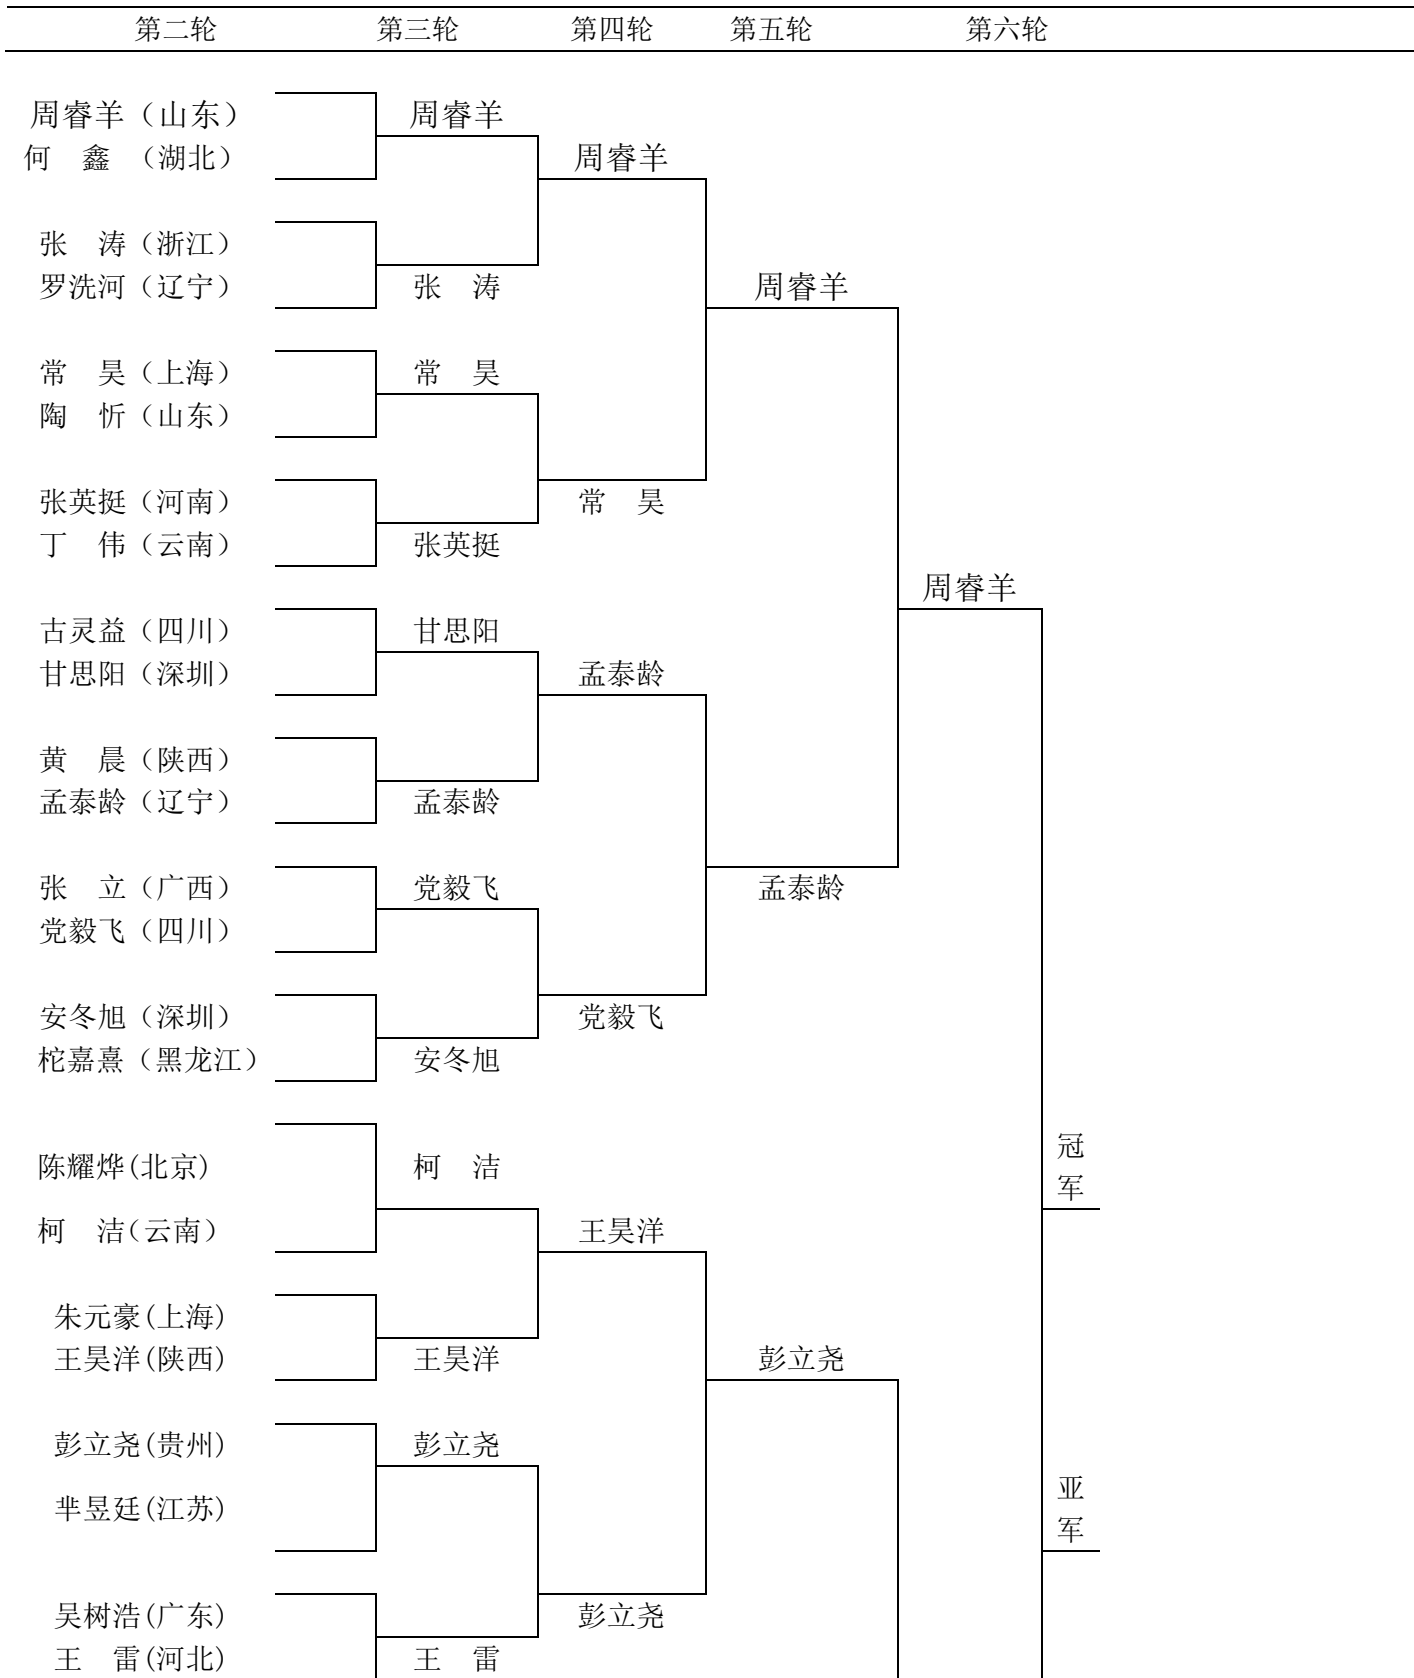 第二轮 第三轮 第四轮 第五轮 第六轮
周睿羊（山东） 周睿羊
何　鑫 （湖北） 周睿羊
张　涛（浙江）
罗洗河（辽宁） 张　涛 周睿羊
常　昊（上海） 常　昊
陶　忻（山东）
张英挺（河南） 常　昊
丁　伟（云南） 张英挺
周睿羊
古灵益（四川） 甘思阳
甘思阳（深圳） 孟泰龄
黄　晨（陕西）
孟泰龄（辽宁） 孟泰龄
张　立（广西） 党毅飞 孟泰龄
党毅飞（四川）
安冬旭（深圳） 党毅飞
柁嘉熹（黑龙江） 安冬旭
冠
陈耀烨(北京) 柯　洁
军
柯　洁(云南） 王昊洋
朱元豪(上海)
王昊洋(陕西) 王昊洋 彭立尧
彭立尧(贵州) 彭立尧
亚
芈昱廷(江苏)
军
吴树浩(广东) 彭立尧
王　雷(河北) 王　雷